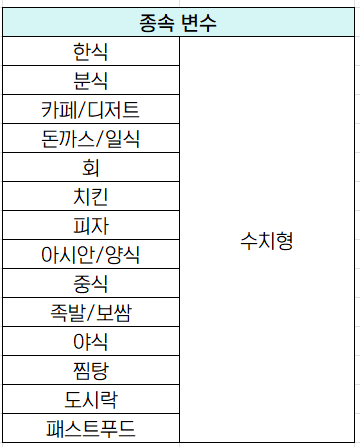 종속 변수
한식
분식
카페/디저트
돈까스/일식
회
치킨
피자
아시안/양식
중식
족발/보쌈
야식
찜탕
도시락
패스트푸드
수치형